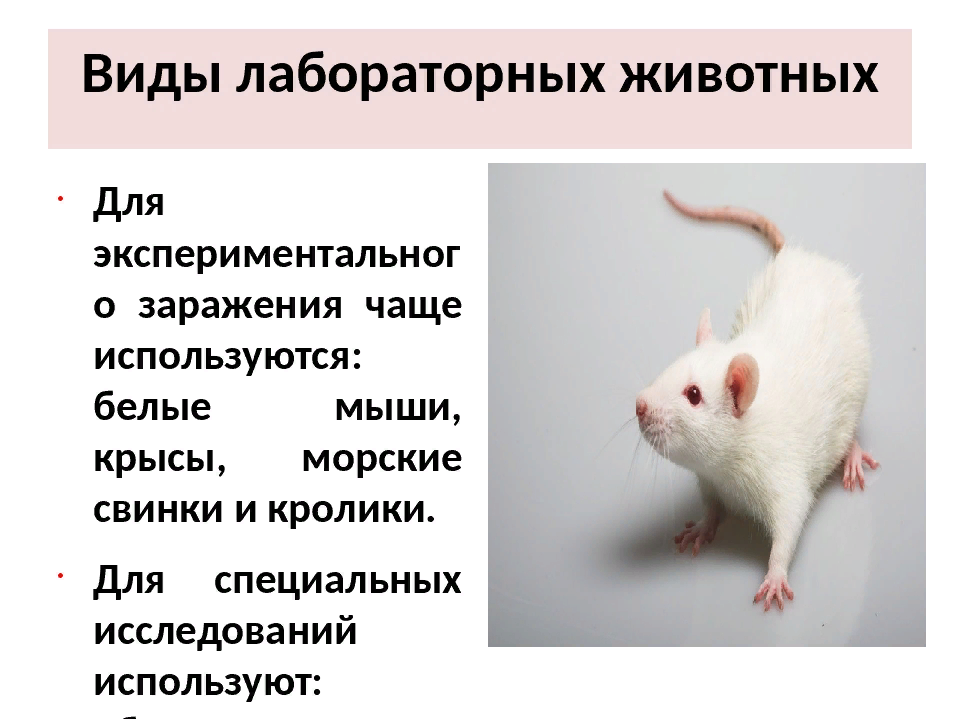 Виды лабораторных животных
Для
экспериментальног
о заражения чаще
используются:
белые мыши,
крысы, морские
свинки и кролики.
Для специальных
исследований
используют: